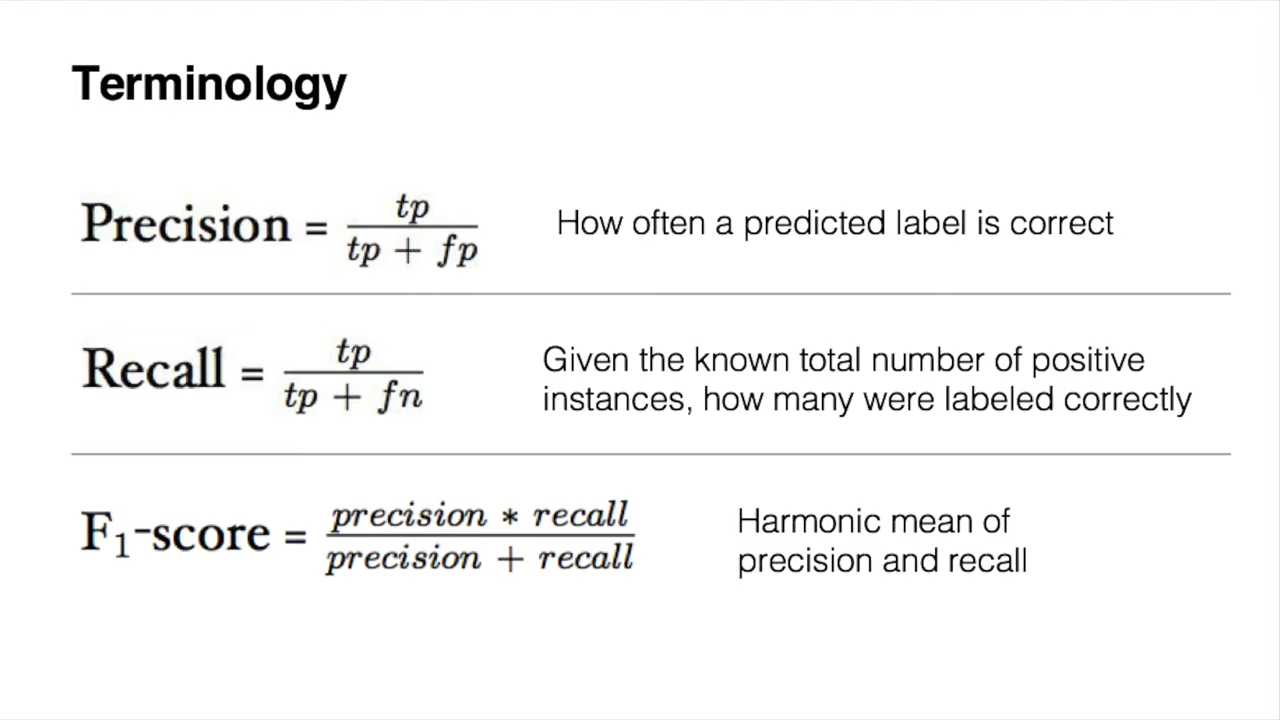 Terminology
Precision = tp / tp + fp
How often a predicted label is correct
Recall = tp / tp + fn
Given the known total number of positive
instances, how many were labeled correctly
F₁-score = precision * recall / precision + recall
Harmonic mean of
precision and recall